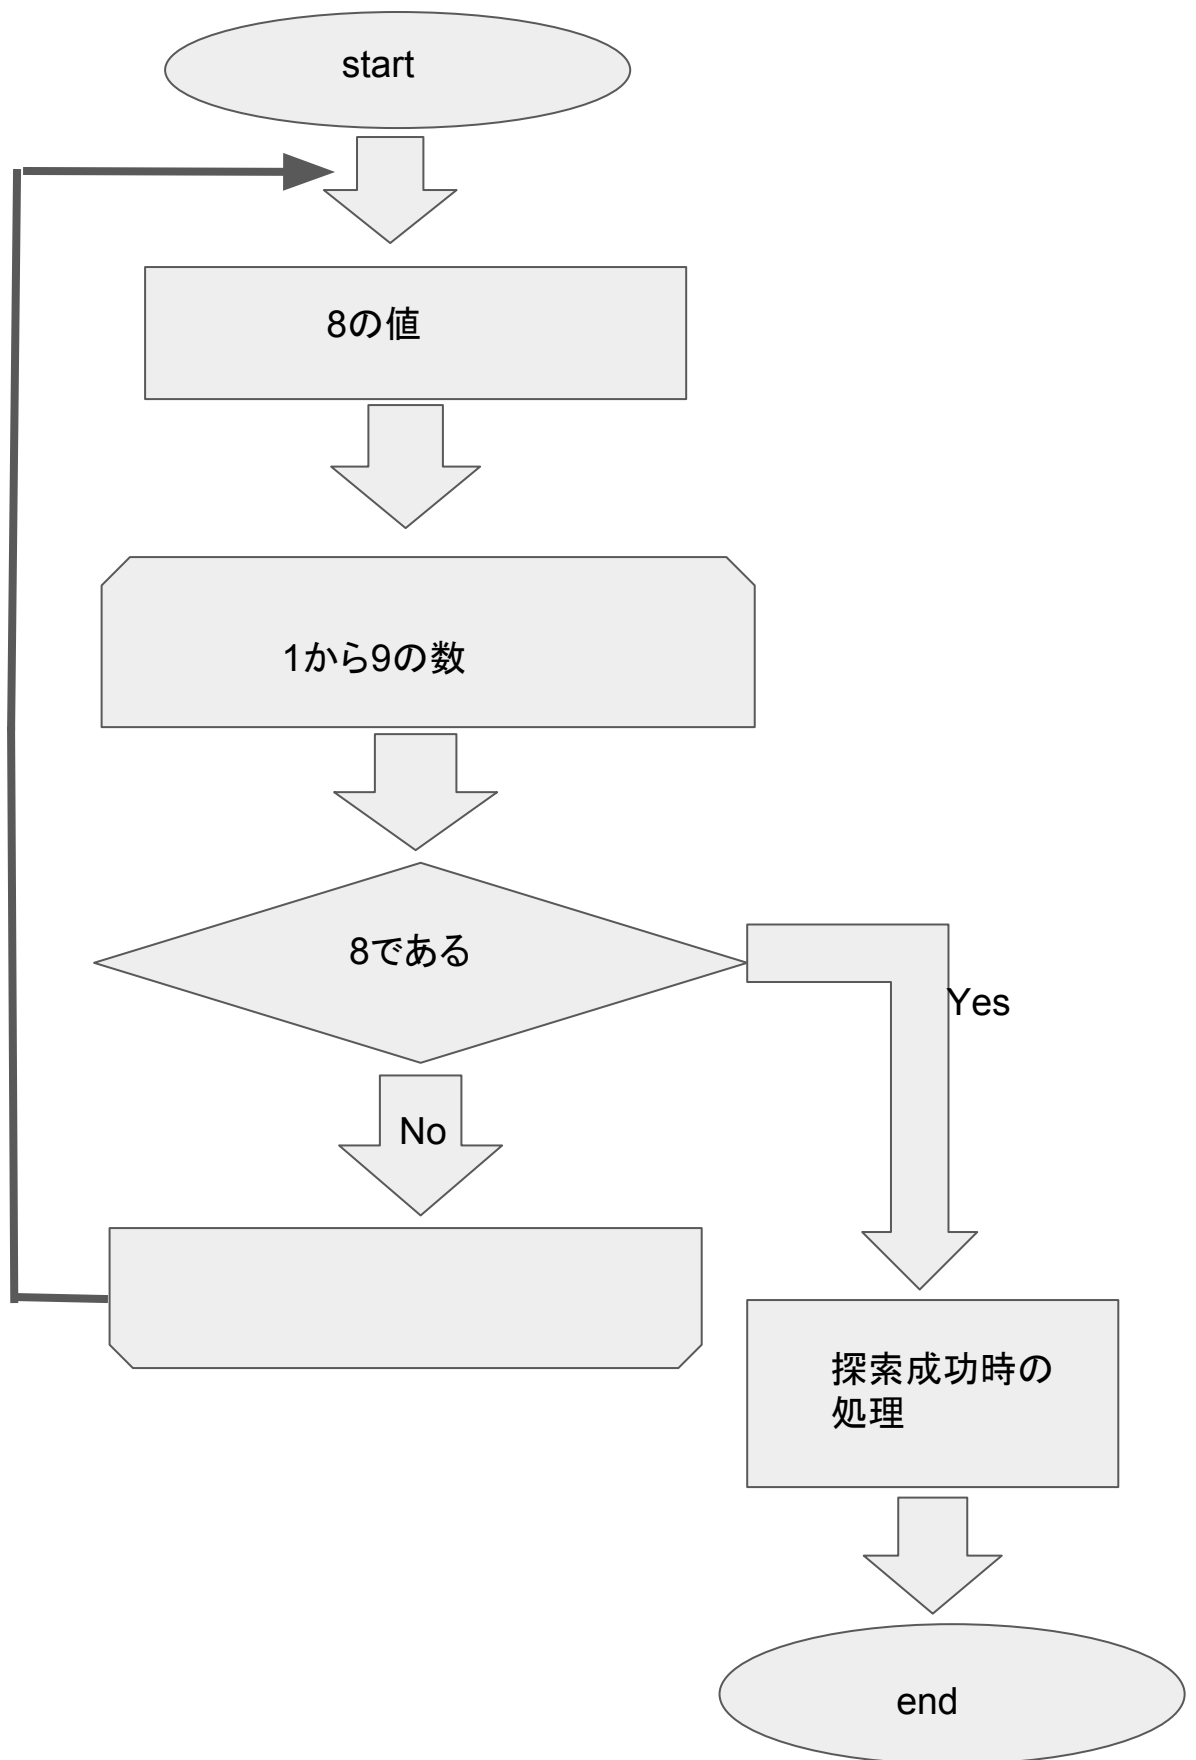 start
8の値
1から9の数
8である
Yes
No
探索成功時の
処理
end